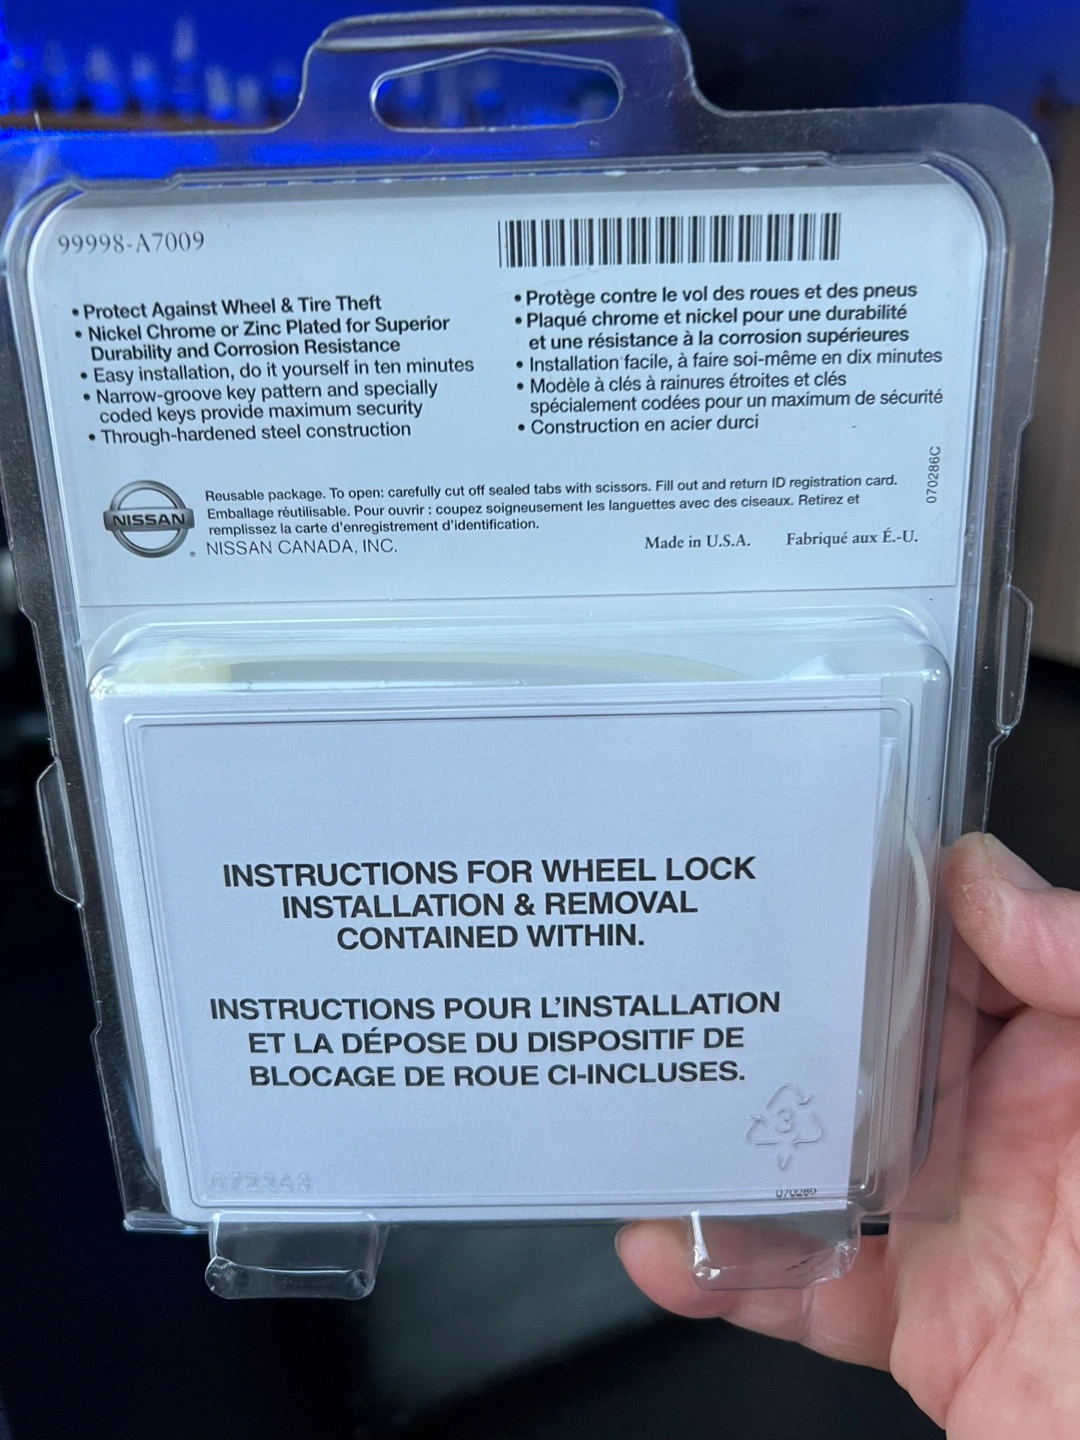 99998-A7009
• Protect Against Wheel & Tire Theft
• Nickel Chrome or Zinc Plated for Superior
Durability and Corrosion Resistance
• Easy installation, do it yourself in ten minutes
• Narrow-groove key pattern and specially
coded keys provide maximum security
• Through-hardened steel construction
• Protège contre le vol des roues et des pneus
• Plaqué chrome et nickel pour une durabilité
et une résistance à la corrosion supérieures
• Installation facile, à faire soi-même en dix minutes
• Modèle à clés à rainures étroites et clés
spécialement codées pour un maximum de sécurité
• Construction en acier durci
070286C
NISSAN
Reusable package. To open: carefully cut off sealed tabs with scissors. Fill out and return ID registration card.
Emballage réutilisable. Pour ouvrir : coupez soigneusement les languettes avec des ciseaux. Retirez et
remplissez la carte d'enregistrement d'identification.
NISSAN CANADA, INC.
Made in U.S.A. Fabriqué aux É.-U.
INSTRUCTIONS FOR WHEEL LOCK
INSTALLATION & REMOVAL
CONTAINED WITHIN.
INSTRUCTIONS POUR L'INSTALLATION
ET LA DÉPOSE DU DISPOSITIF DE
BLOCAGE DE ROUE CI-INCLUSES.
3
V
070289